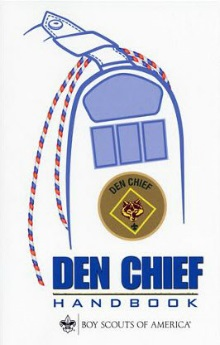 DEN CHIEF
DEN CHIEF
HANDBOOK
BOY SCOUTS OF AMERICA®